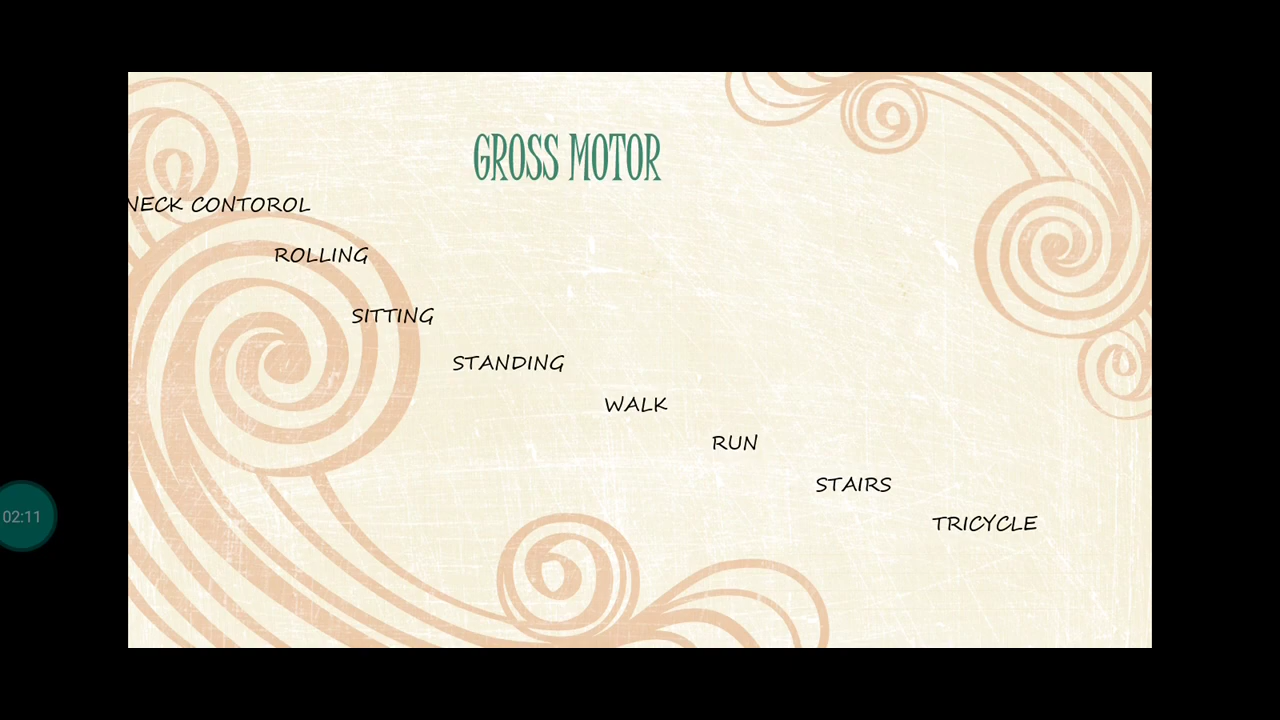 GROSS MOTOR
NECK CONTOROL
ROLLING
SITTING
STANDING
WALK
RUN
STAIRS
TRICYCLE
02:11